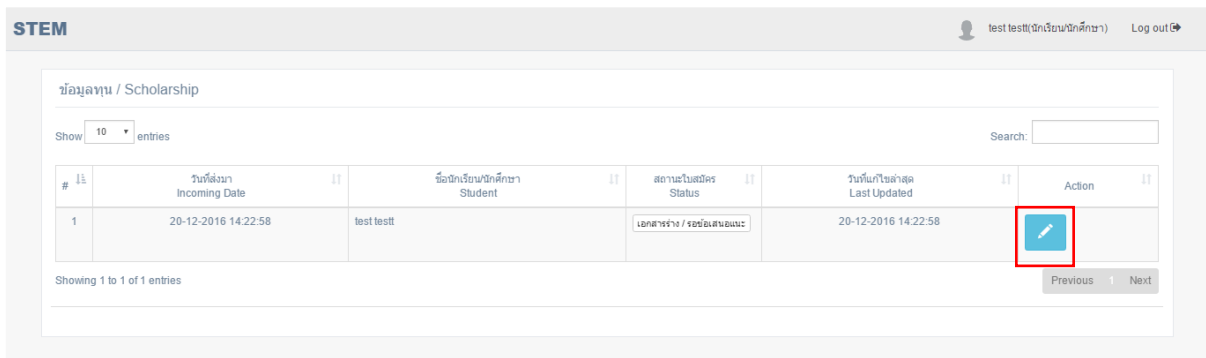 STEM
test testt(นักเรียน/นักศึกษา) Log out
ข้อมูลทุน / Scholarship
Show 10 entries Search:
# วันที่ส่งมา Incoming Date ชื่อนักเรียน/นักศึกษา Student สถานะใบสมัคร Status วันที่แก้ไขล่าสุด Last Updated Action
1 20-12-2016 14:22:58 test testt เอกสารร่าง / รอข้อเสนอแนะ 20-12-2016 14:22:58
Showing 1 to 1 of 1 entries Previous 1 Next